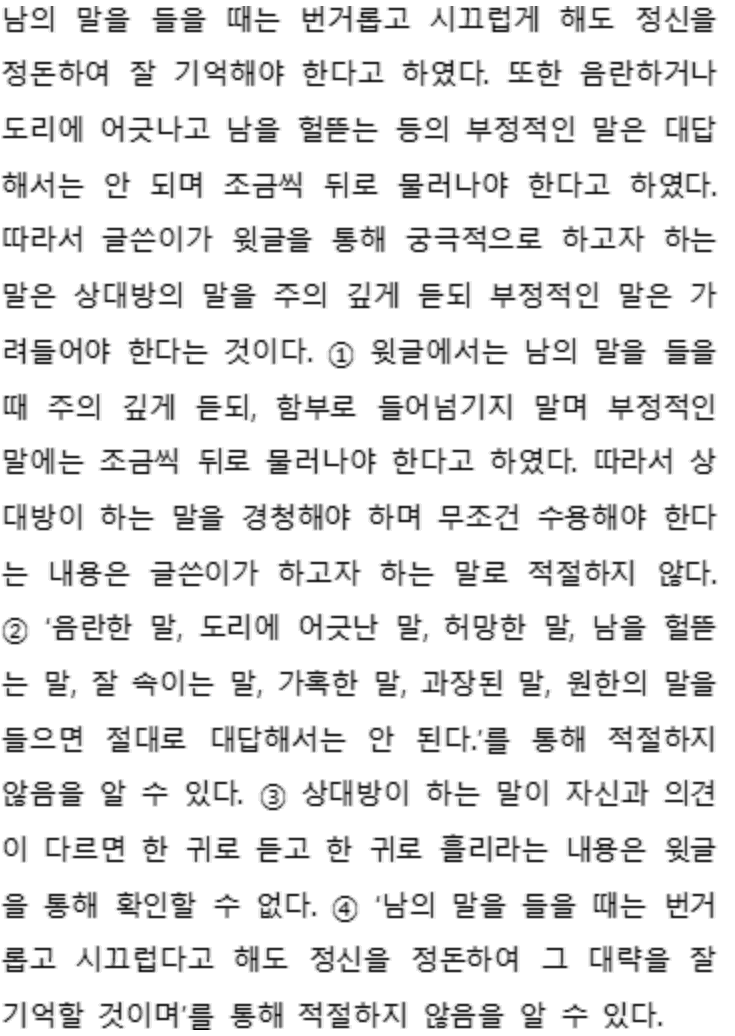 남의 말을 들을 때는 번거롭고 시끄럽게 해도 정신을
정돈하여 잘 기억해야 한다고 하였다. 또한 음란하거나
도리에 어긋나고 남을 헐뜯는 등의 부정적인 말은 대답
해서는 안 되며 조금씩 뒤로 물러나야 한다고 하였다.
따라서 글쓴이가 윗글을 통해 궁극적으로 하고자 하는
말은 상대방의 말을 주의 깊게 듣되 부정적인 말은 가
려들어야 한다는 것이다. ① 윗글에서는 남의 말을 들을
때 주의 깊게 듣되, 함부로 들어넘기지 말며 부정적인
말에는 조금씩 뒤로 물러나야 한다고 하였다. 따라서 상
대방이 하는 말을 경청해야 하며 무조건 수용해야 한다
는 내용은 글쓴이가 하고자 하는 말로 적절하지 않다.
② '음란한 말, 도리에 어긋난 말, 허망한 말, 남을 헐뜯
는 말, 잘 속이는 말, 가혹한 말, 과장된 말, 원한의 말을
들으면 절대로 대답해서는 안 된다.'를 통해 적절하지
않음을 알 수 있다. ③ 상대방이 하는 말이 자신과 의견
이 다르면 한 귀로 듣고 한 귀로 흘리라는 내용은 윗글
을 통해 확인할 수 없다. ④ '남의 말을 들을 때는 번거
롭고 시끄럽다고 해도 정신을 정돈하여 그 대략을 잘
기억할 것이며'를 통해 적절하지 않음을 알 수 있다.